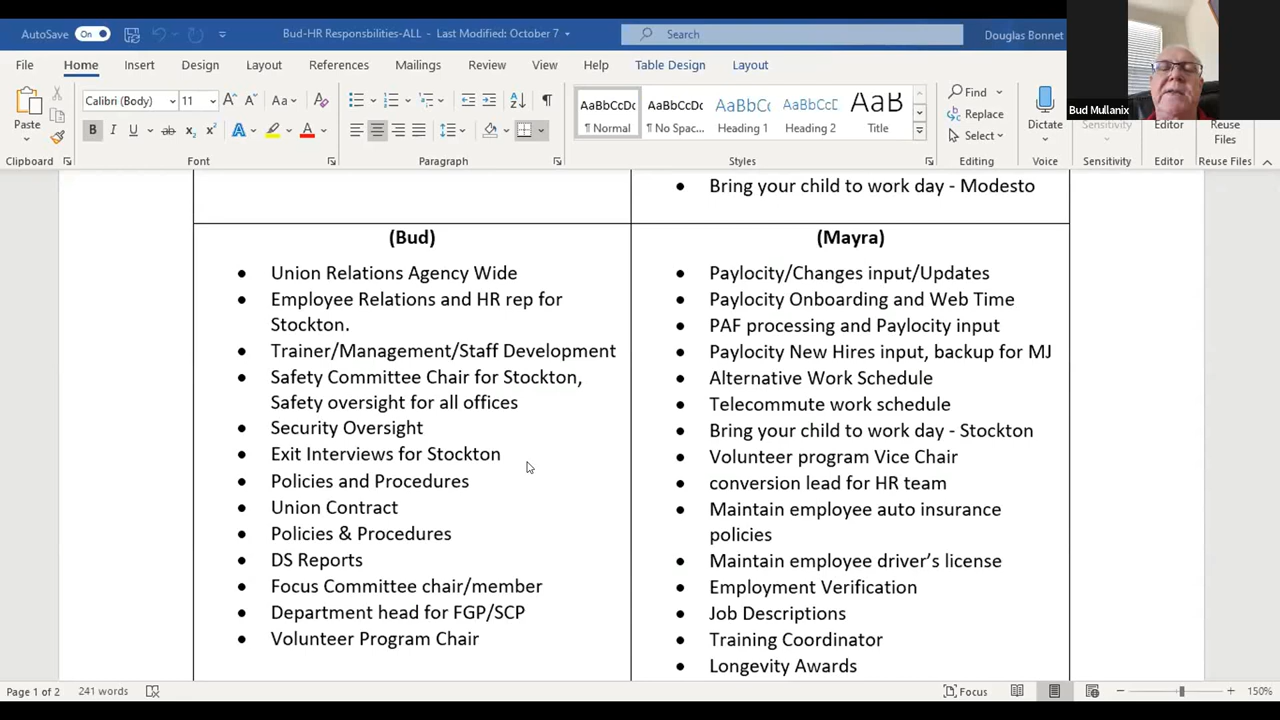 AutoSave On Bud-HR Responsbilities-ALL - Last Modified: October 7 Search Douglas Bonnet
File Home Insert Design Layout References Mailings Review View Help Table Design Layout
Bud Mullanix
Paste
Calibri (Body) 11 Aa
B I U ab x₂ x² A A
AaBbCcDc AaBbCcDc AaBbCc AaBbCcD AaB
¶ Normal ¶ No Spac... Heading 1 Heading 2 Title
Find
Replace
Select
Dictate Sensitivity Editor Reuse Files
Clipboard Font Paragraph Styles Editing Voice Sensitivity Editor Reuse Files
Bring your child to work day - Modesto
(Bud)
Union Relations Agency Wide
Employee Relations and HR rep for
Stockton.
Trainer/Management/Staff Development
Safety Committee Chair for Stockton,
Safety oversight for all offices
Security Oversight
Exit Interviews for Stockton
Policies and Procedures
Union Contract
Policies & Procedures
DS Reports
Focus Committee chair/member
Department head for FGP/SCP
Volunteer Program Chair
(Mayra)
Paylocity/Changes input/Updates
Paylocity Onboarding and Web Time
PAF processing and Paylocity input
Paylocity New Hires input, backup for MJ
Alternative Work Schedule
Telecommute work schedule
Bring your child to work day - Stockton
Volunteer program Vice Chair
conversion lead for HR team
Maintain employee auto insurance
policies
Maintain employee driver's license
Employment Verification
Job Descriptions
Training Coordinator
Longevity Awards
Page 1 of 2 241 words Focus 150%